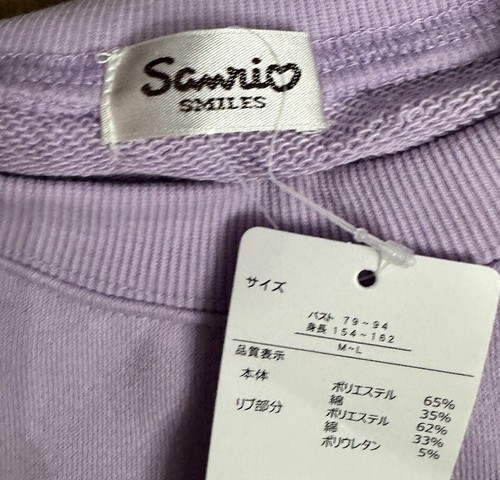 Sanrio
SMILES
サイズ
バスト 79~94
身長 154~162
M~L
品質表示
本体 ポリエステル 65%
綿 35%
リブ部分 ポリエステル 62%
綿 33%
ポリウレタン 5%